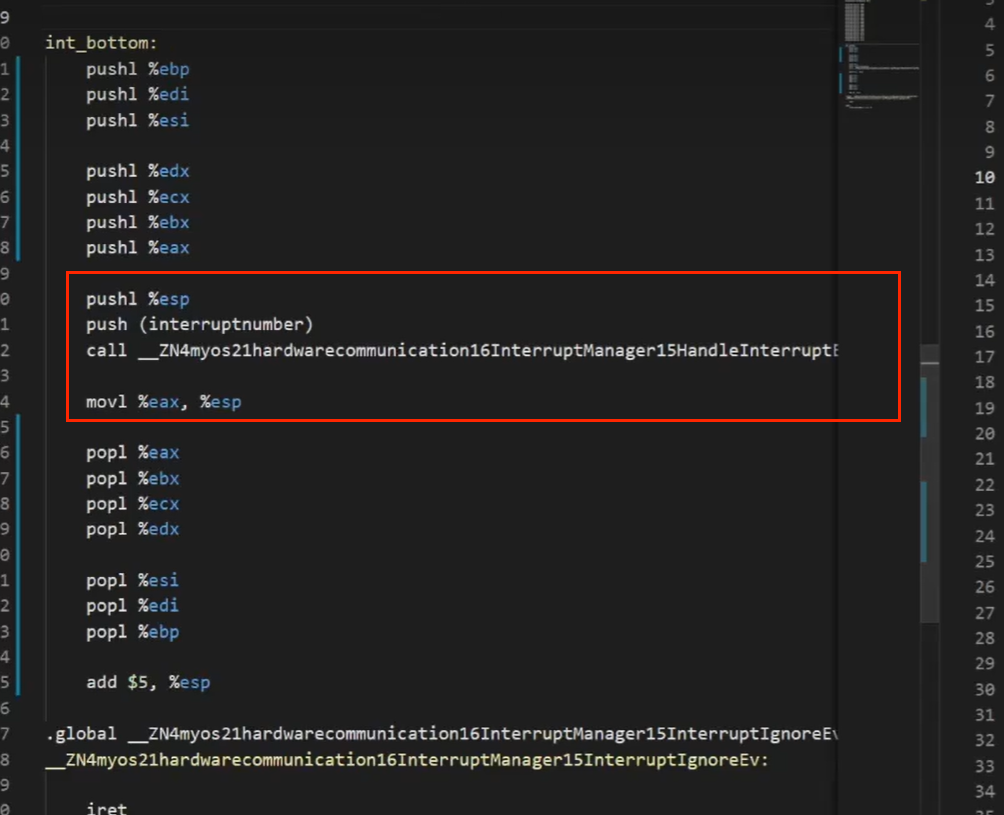 9
0 int_bottom:
1 pushl %ebp
2 pushl %edi
3 pushl %esi
4
5 pushl %edx
6 pushl %ecx
7 pushl %ebx
8 pushl %eax
9
0 pushl %esp
1 push (interruptnumber)
2 call __ZN4myos21hardwarecommunication16InterruptManager15HandleInterruptE
3
4 movl %eax, %esp
5
6 popl %eax
7 popl %ebx
8 popl %ecx
9 popl %edx
0
1 popl %esi
2 popl %edi
3 popl %ebp
4
5 add $5, %esp
6
7 .global __ZN4myos21hardwarecommunication16InterruptManager15InterruptIgnoreEv
8 __ZN4myos21hardwarecommunication16InterruptManager15InterruptIgnoreEv:
9
0 iret
3
4
5
6
7
8
9
10
11
12
13
14
15
16
17
18
19
20
21
22
23
24
25
26
27
28
29
30
31
32
33
34